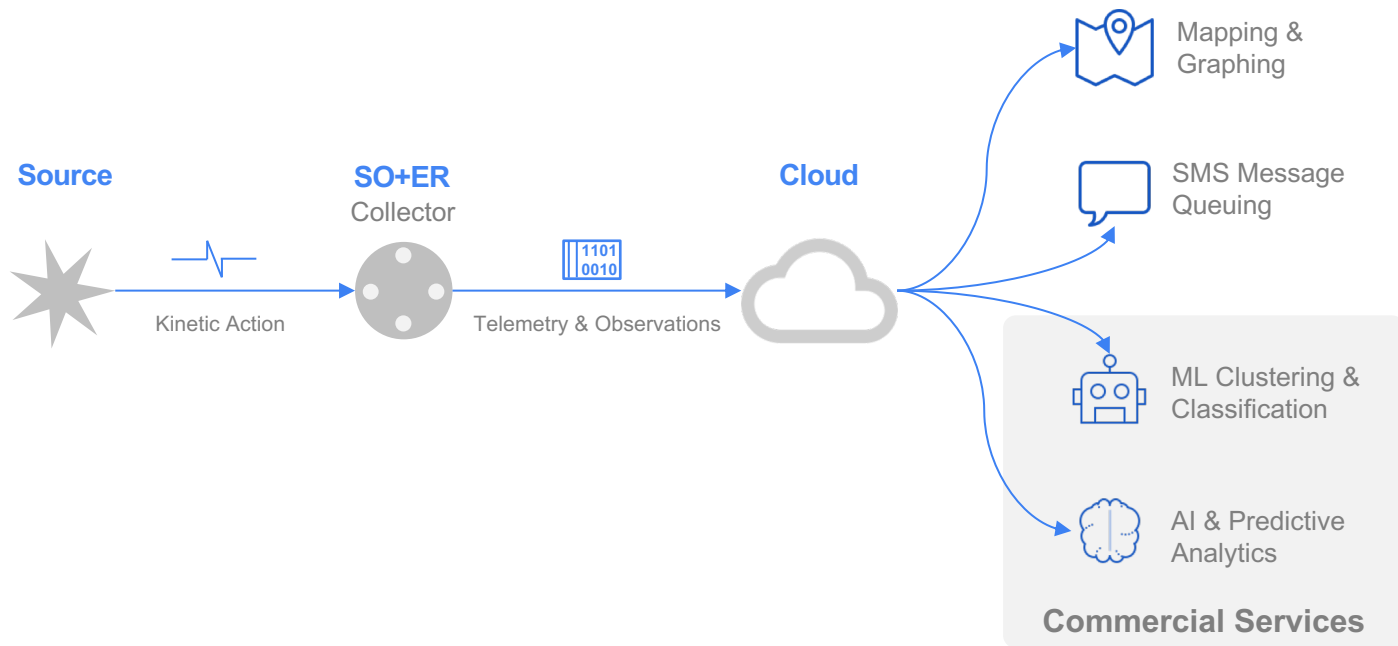 Source
Kinetic Action
SO+ER
Collector
1101
0010
Telemetry & Observations
Cloud
Mapping &
Graphing
SMS Message
Queuing
ML Clustering &
Classification
AI & Predictive
Analytics
Commercial Services